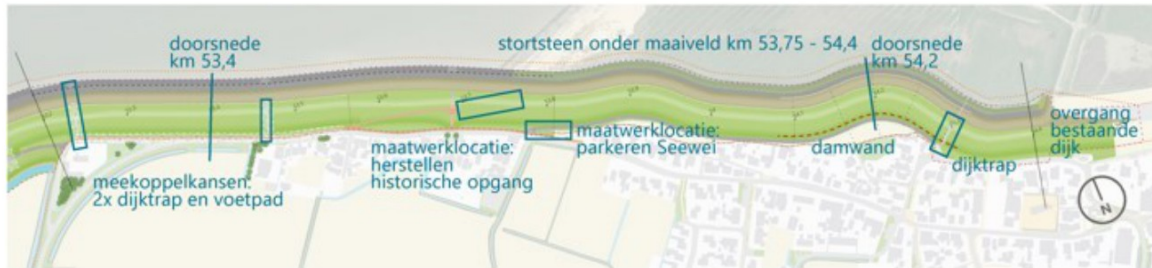 doorsnede
km 53,4
stortsteen onder maaiveld km 53,75 - 54,4
doorsnede
km 54,2
meekoppelkansen:
2x dijktrap en voetpad
maatwerklocatie:
herstellen
historische opgang
maatwerklocatie:
parkeren Seewei
damwand
dijktrap
overgang
bestaande
dijk
N